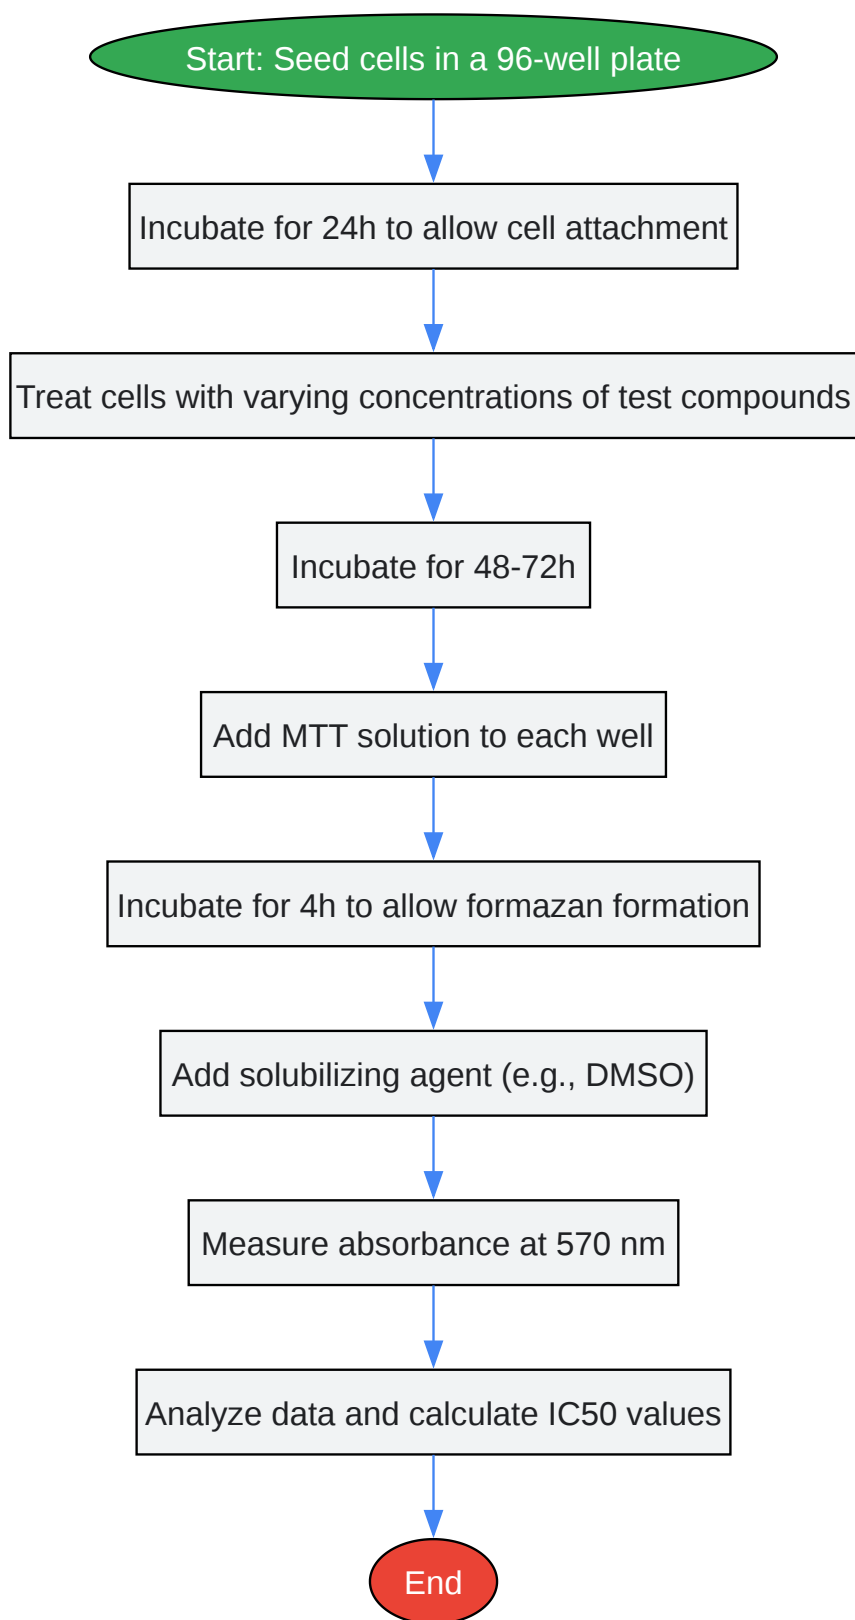 Start: Seed cells in a 96-well plate
Incubate for 24h to allow cell attachment
Treat cells with varying concentrations of test compounds
Incubate for 48-72h
Add MTT solution to each well
Incubate for 4h to allow formazan formation
Add solubilizing agent (e.g., DMSO)
Measure absorbance at 570 nm
Analyze data and calculate IC50 values
End